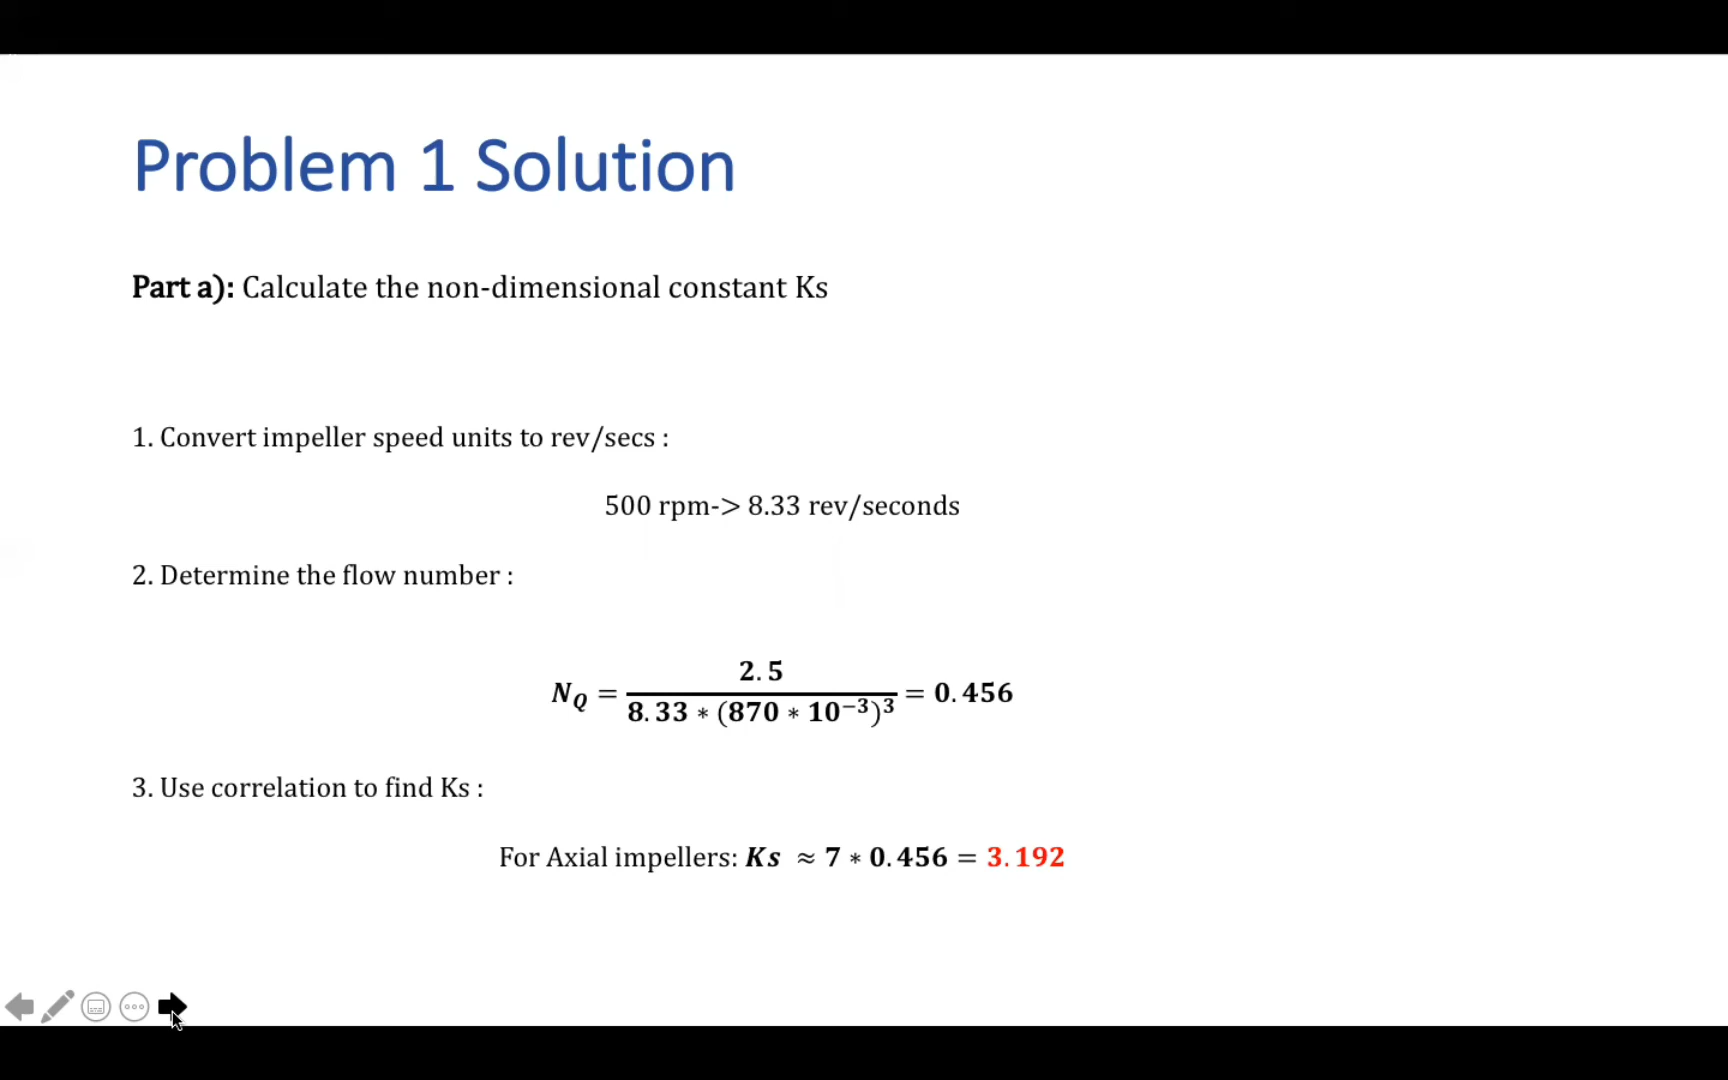 Problem 1 Solution
Part a): Calculate the non-dimensional constant Ks
1. Convert impeller speed units to rev/secs :
500 rpm-> 8.33 rev/seconds
2. Determine the flow number :
N_Q = 2.5 / (8.33 * (870 * 10^{-3})^3) = 0.456
3. Use correlation to find Ks :
For Axial impellers: Ks ≈ 7 * 0.456 = 3.192